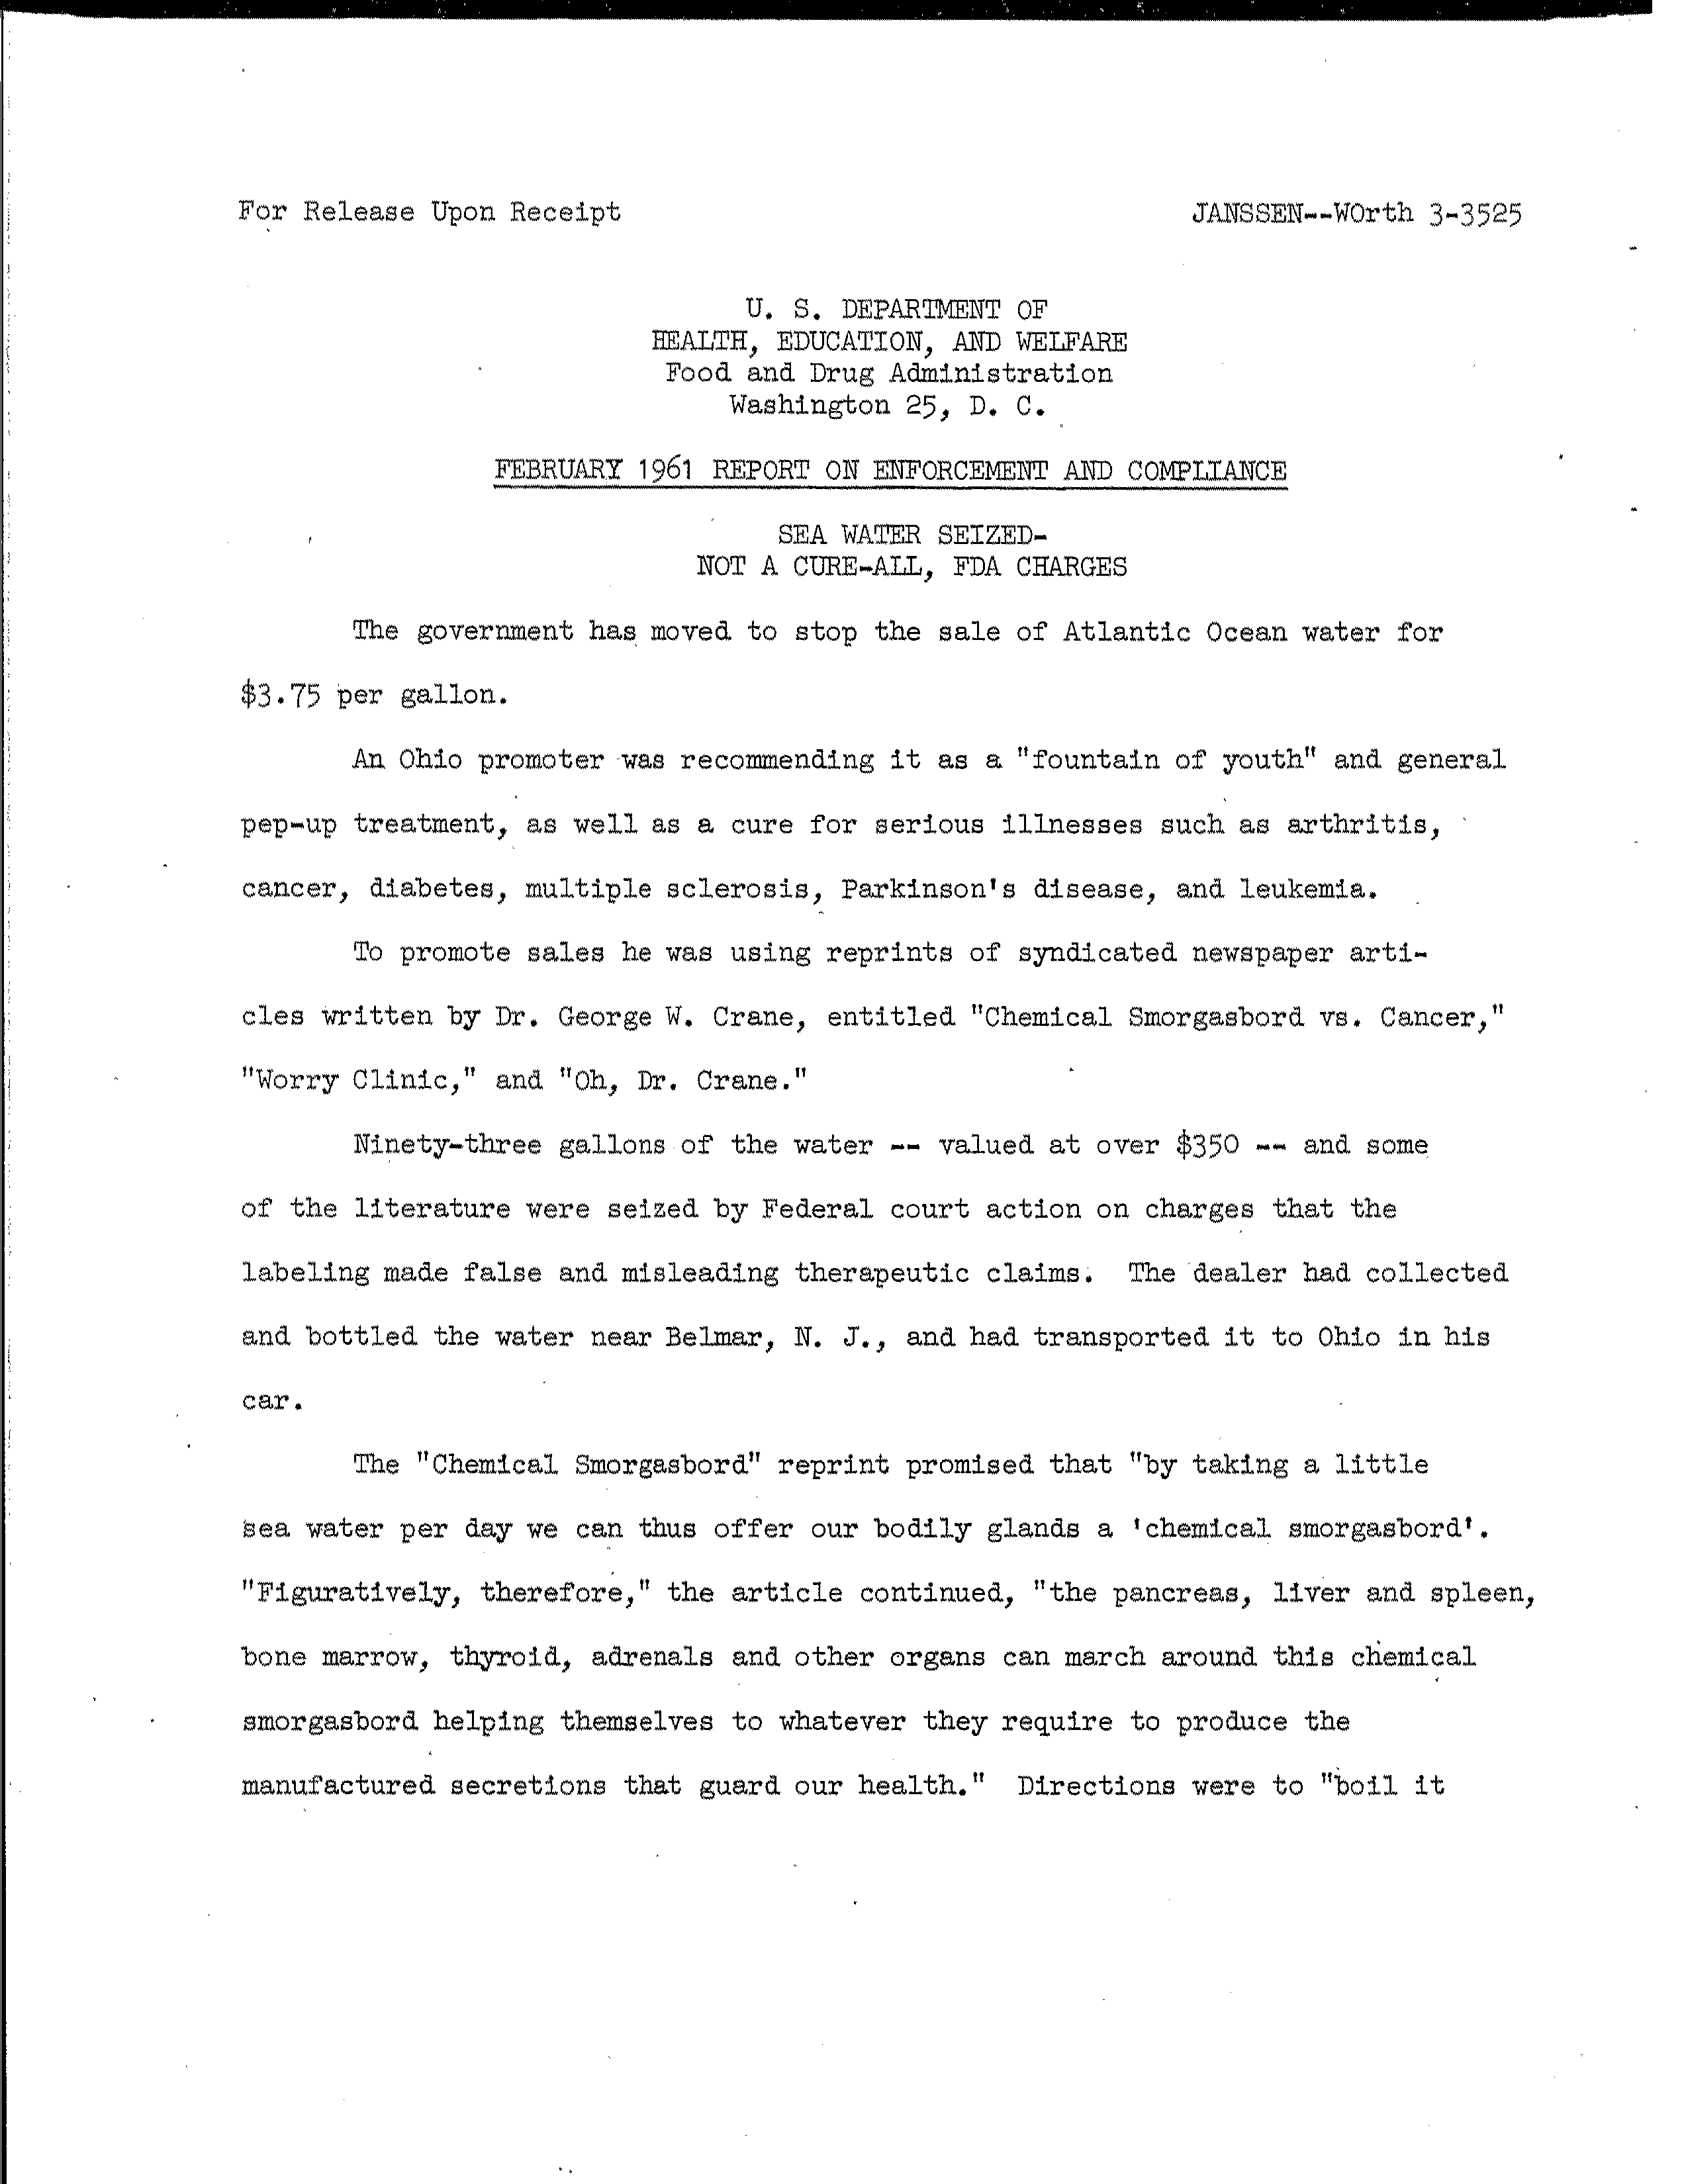 For Release Upon Receipt JANSSEN--WOrth 3-3525
U. S. DEPARTMENT OF
HEALTH, EDUCATION, AND WELFARE
Food and Drug Administration
Washington 25, D. C.
FEBRUARY 1961 REPORT ON ENFORCEMENT AND COMPLIANCE
SEA WATER SEIZED-
NOT A CURE-ALL, FDA CHARGES
The government has moved to stop the sale of Atlantic Ocean water for
$3.75 per gallon.
An Ohio promoter was recommending it as a "fountain of youth" and general
pep-up treatment, as well as a cure for serious illnesses such as arthritis,
cancer, diabetes, multiple sclerosis, Parkinson's disease, and leukemia.
To promote sales he was using reprints of syndicated newspaper arti-
cles written by Dr. George W. Crane, entitled "Chemical Smorgasbord vs. Cancer,"
"Worry Clinic," and "Oh, Dr. Crane."
Ninety-three gallons of the water -- valued at over $350 -- and some
of the literature were seized by Federal court action on charges that the
labeling made false and misleading therapeutic claims. The dealer had collected
and bottled the water near Belmar, N. J., and had transported it to Ohio in his
car.
The "Chemical Smorgasbord" reprint promised that "by taking a little
sea water per day we can thus offer our bodily glands a 'chemical smorgasbord'.
"Figuratively, therefore," the article continued, "the pancreas, liver and spleen,
bone marrow, thyroid, adrenals and other organs can march around this chemical
smorgasbord helping themselves to whatever they require to produce the
manufactured secretions that guard our health." Directions were to "boil it